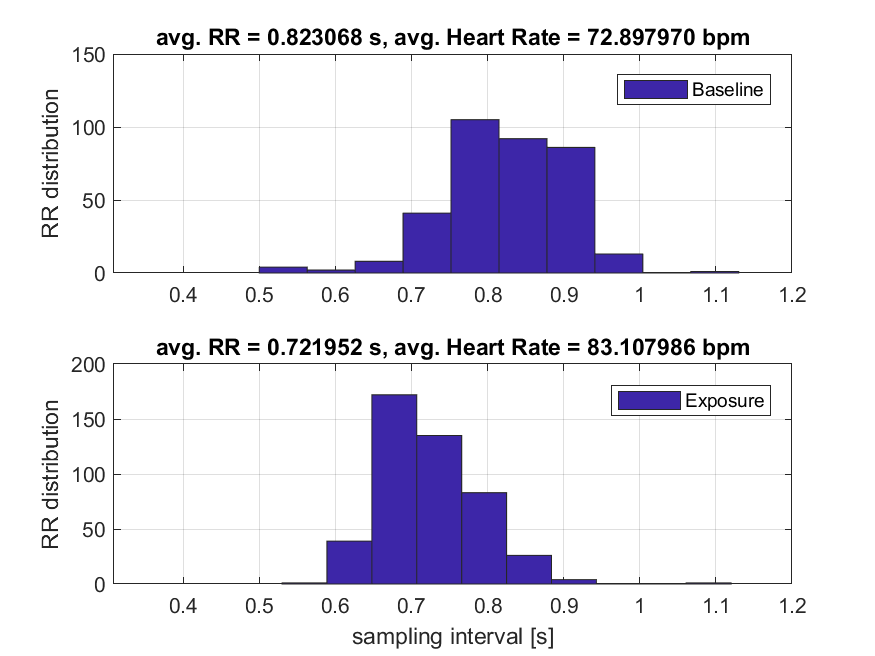 avg. RR = 0.823068 s, avg. Heart Rate = 72.897970 bpm
150
100
50
0
RR distribution
Baseline
0.4 0.5 0.6 0.7 0.8 0.9 1 1.1 1.2
avg. RR = 0.721952 s, avg. Heart Rate = 83.107986 bpm
200
150
100
50
0
RR distribution
Exposure
0.4 0.5 0.6 0.7 0.8 0.9 1 1.1 1.2
sampling interval [s]